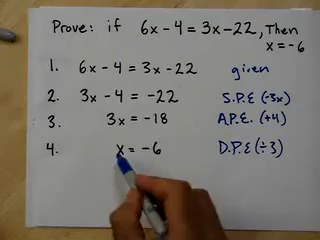 Prove: if 6x - 4 = 3x - 22, Then
x = -6
1. 6x - 4 = 3x - 22 given
2. 3x - 4 = -22 S.P.E (-3x)
3. 3x = -18 A.P.E. (+4)
4. x = -6 D.P.E (÷3)